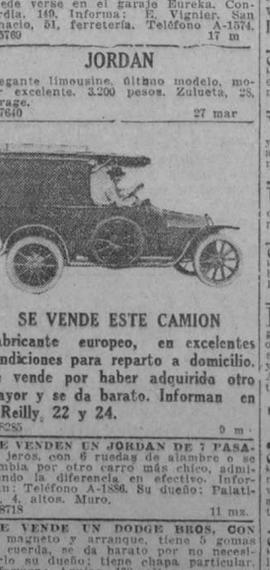 ede verse en el garaje Eureka. Con-
rdia, 149. Informa: E. Vignier. San
nacio, 51, ferretería. Teléfono A-1574.
5769 17 m
JORDAN
egante limousine, último modelo, mo-
r excelente. 3.200 pesos. Zulueta, 28,
rage.
7640 27 mar
SE VENDE ESTE CAMION
abricante europeo, en excelentes
ndiciones para reparto a domicilio.
e vende por haber adquirido otro
ayor y se da barato. Informan en
Reilly, 22 y 24.
8285 9 m
E VENDEN UN JORDAN DE 7 PASA-
jeros, con 6 ruedas de alambre o se
mbia por otro carro más chico, admi-
ndo la diferencia en efectivo. Infor-
an: Teléfono A-1886. Su dueño: Palati-
, 4, altos. Muro.
8718 11 mz.
E VENDE UN DODGE BROS, CON
magneto y arranque, tiene 5 gomas
cuerda, se da barato por no necesi-
rlo su dueño; tiene chapa particular.